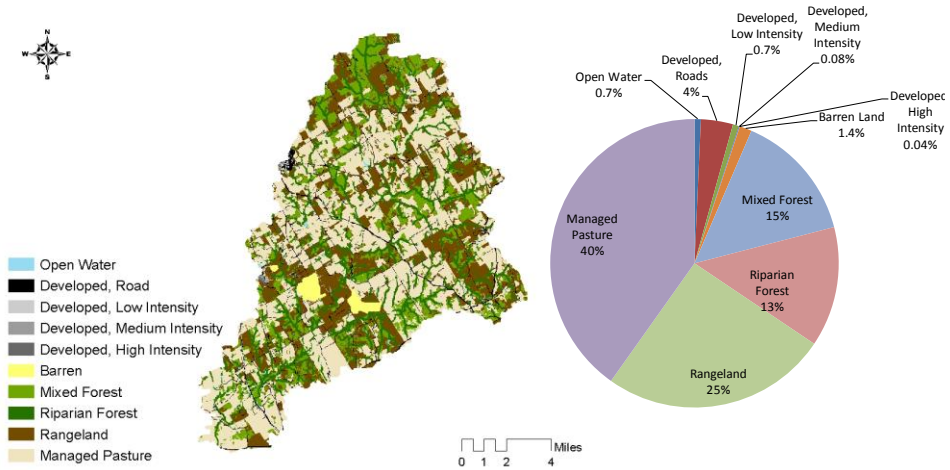 N
W E
S
Open Water
Developed, Road
Developed, Low Intensity
Developed, Medium Intensity
Developed, High Intensity
Barren
Mixed Forest
Riparian Forest
Rangeland
Managed Pasture
Miles
0 1 2 4
Open Water
0.7%
Developed,
Roads
4%
Developed,
Low Intensity
0.7%
Developed,
Medium
Intensity
0.08%
Developed,
High
Intensity
0.04%
Barren Land
1.4%
Mixed Forest
15%
Riparian
Forest
13%
Rangeland
25%
Managed
Pasture
40%